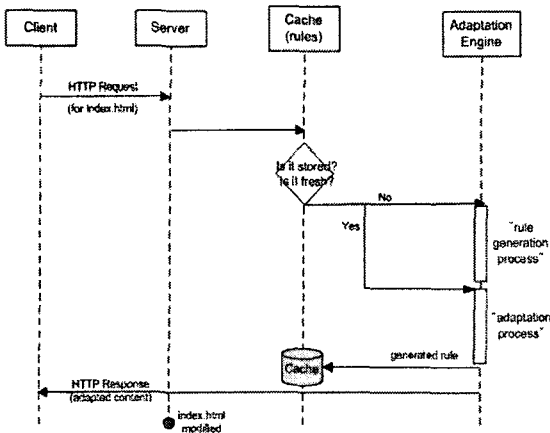 Client
Server
Cache
(rules)
Adaptation
Engine
HTTP Request
(for index.html)
Is it stored?
Is it fresh?
No
Yes
"rule
generation
process"
"adaptation
process"
generated rule
Cache
HTTP Response
(adapted content)
index.html
modified